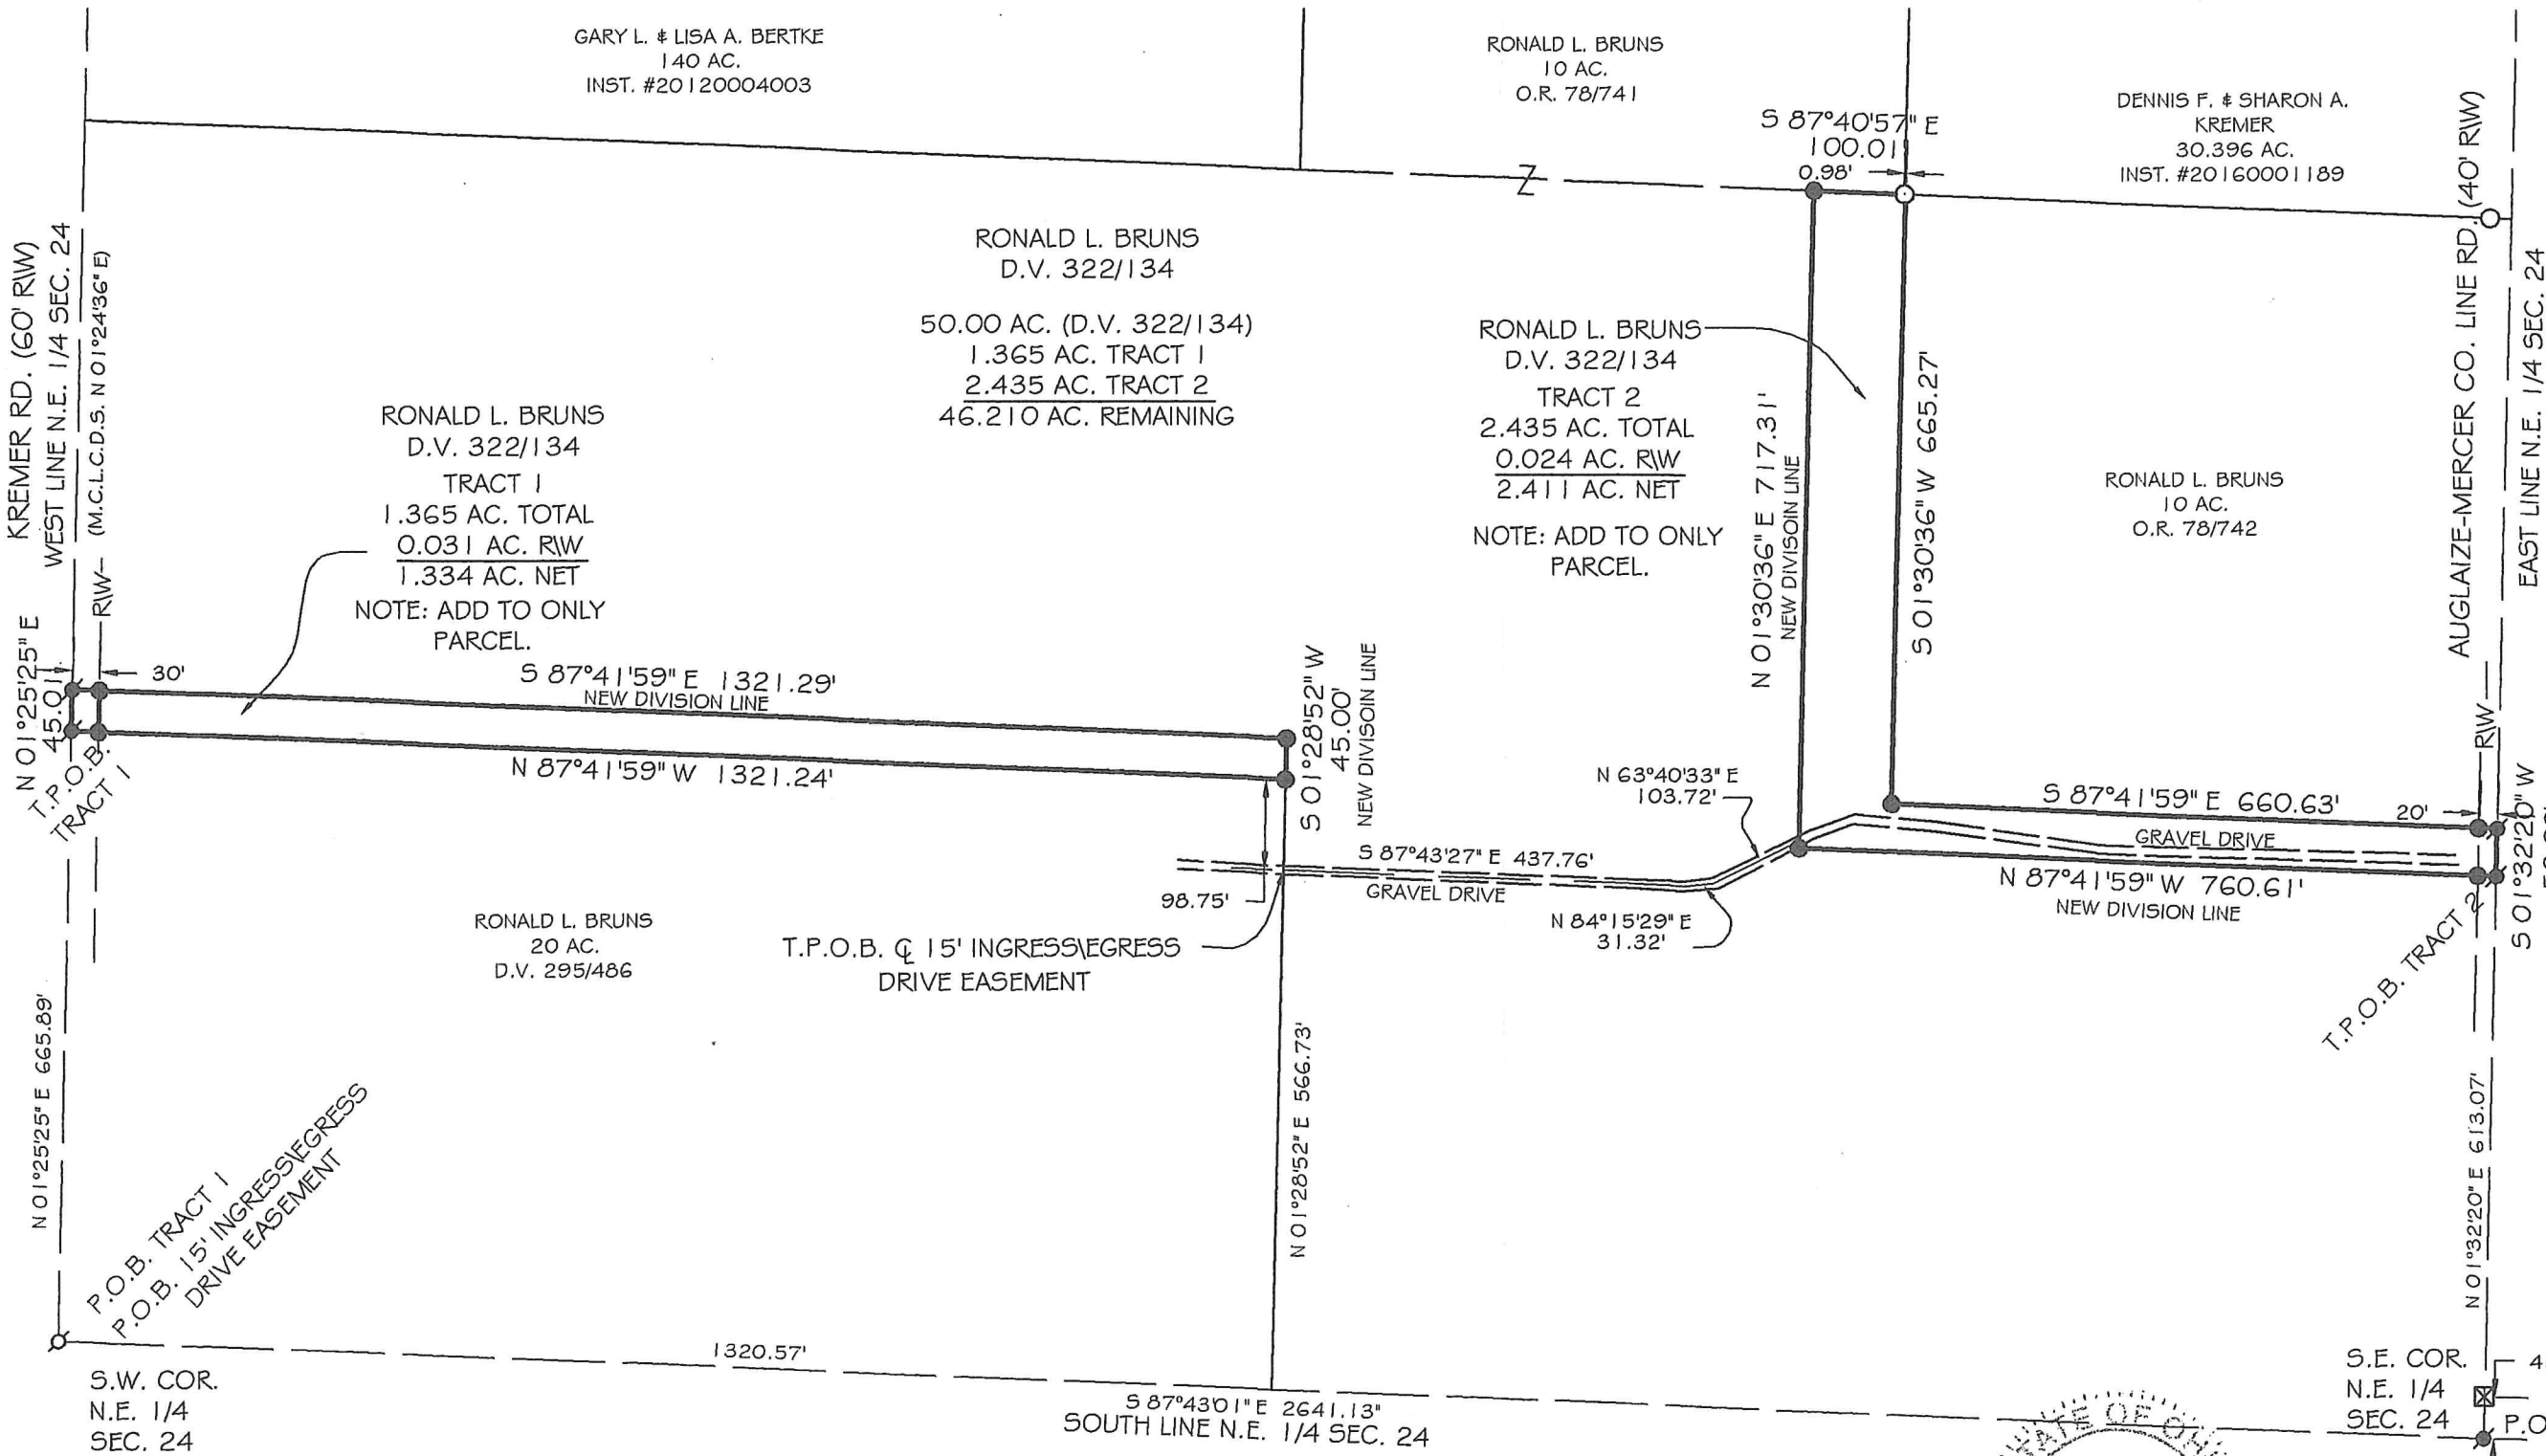 GARY L. & LISA A. BERTKE
140 AC.
INST. #20120004003
RONALD L. BRUNS
10 AC.
O.R. 78/741
DENNIS F. & SHARON A.
KREMER
30.396 AC.
INST. #20160001189
S 87°40'57" E
100.01'
0.98'
KREMER RD. (60' R\W)
WEST LINE N.E. 1/4 SEC. 24
(M.C.L.C.D.S. N 01°24'36" E)
R\W
RONALD L. BRUNS
D.V. 322/134
50.00 AC. (D.V. 322/134)
1.365 AC. TRACT 1
2.435 AC. TRACT 2
46.210 AC. REMAINING
RONALD L. BRUNS
D.V. 322/134
TRACT 1
1.365 AC. TOTAL
0.031 AC. R\W
1.334 AC. NET
NOTE: ADD TO ONLY
PARCEL.
RONALD L. BRUNS
D.V. 322/134
TRACT 2
2.435 AC. TOTAL
0.024 AC. R\W
2.411 AC. NET
NOTE: ADD TO ONLY
PARCEL.
N 01°30'36" E 717.31'
NEW DIVISOIN LINE
S 01°30'36" W 665.27'
RONALD L. BRUNS
10 AC.
O.R. 78/742
AUGLAIZE-MERCER CO. LINE RD. (40' R\W)
EAST LINE N.E. 1/4 SEC. 24
R\W
N 01°25'25" E
45.01'
30'
T.P.O.B.
TRACT 1
S 87°41'59" E 1321.29'
NEW DIVISION LINE
N 87°41'59" W 1321.24'
S 01°28'52" W
45.00'
NEW DIVISOIN LINE
N 63°40'33" E
103.72'
S 87°41'59" E 660.63'
20'
GRAVEL DRIVE
N 87°41'59" W 760.61'
NEW DIVISION LINE
S 01°32'20" W
S 87°43'27" E 437.76'
GRAVEL DRIVE
N 84°15'29" E
31.32'
98.75'
T.P.O.B. ℄ 15' INGRESS\EGRESS
DRIVE EASEMENT
T.P.O.B. TRACT 2
RONALD L. BRUNS
20 AC.
D.V. 295/486
N 01°25'25" E 665.89'
N 01°28'52" E 566.73'
N 01°32'20" E 613.07'
P.O.B. TRACT 1
P.O.B. 15' INGRESS\EGRESS
DRIVE EASEMENT
1320.57'
S.W. COR.
N.E. 1/4
SEC. 24
S 87°43'01" E 2641.13"
SOUTH LINE N.E. 1/4 SEC. 24
S.E. COR.
N.E. 1/4
SEC. 24
4
P.O